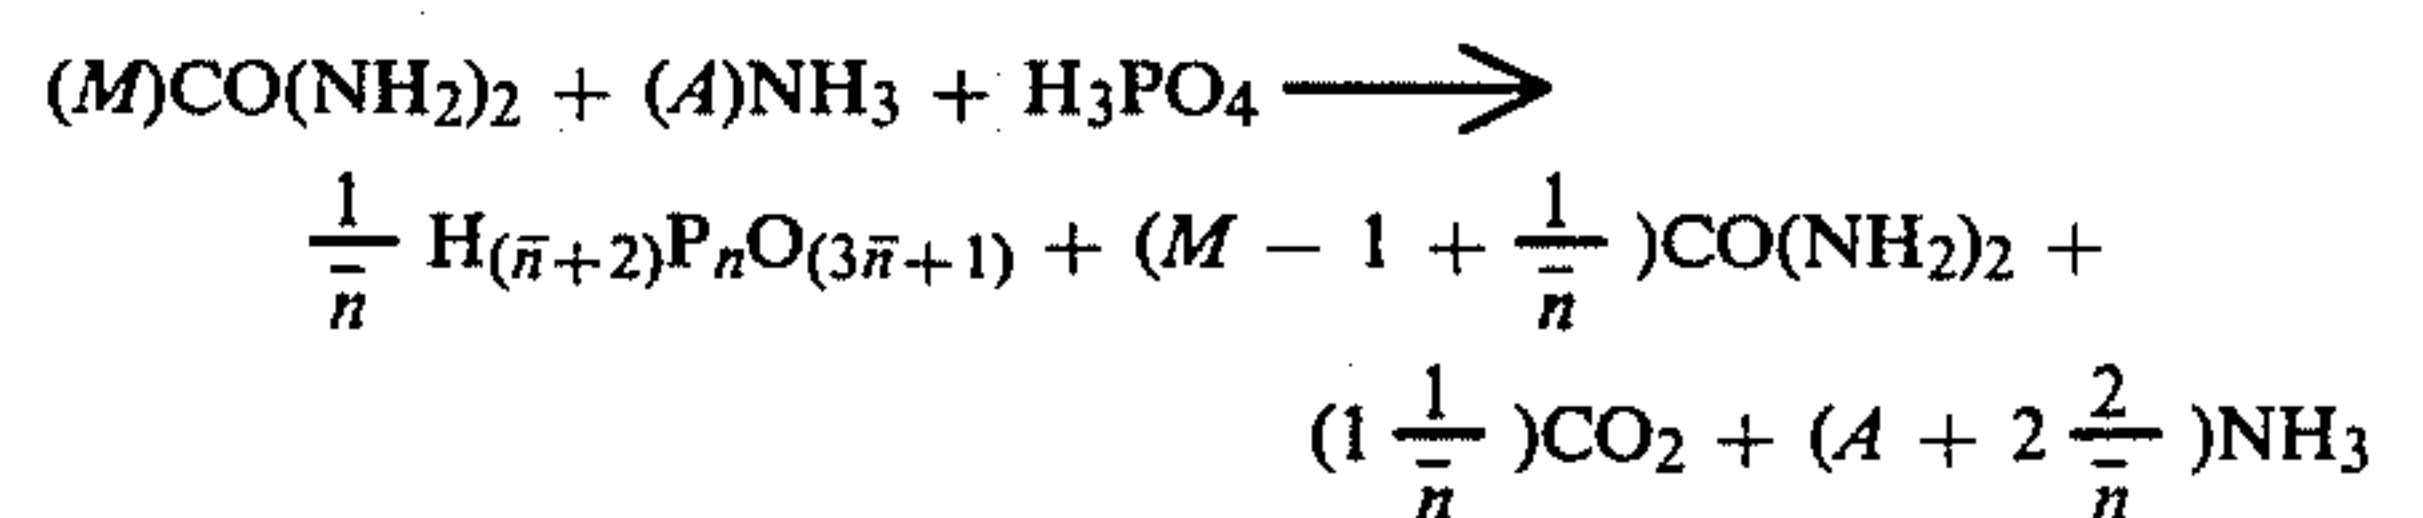 (M)CO(NH₂)₂ + (A)NH₃ + H₃PO₄ ⟶
1/n̄ H₍n̄+2₎PₙO₍3n̄+1₎ + (M − 1 + 1/n̄ )CO(NH₂)₂ +
(1 1/n̄ )CO₂ + (A + 2 2/n̄ )NH₃